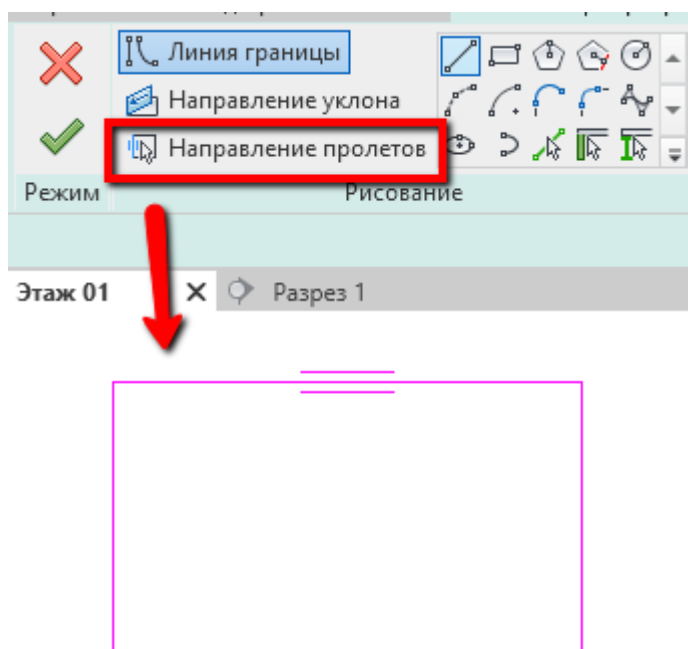 Линия границы
Направление уклона
Направление пролетов
Режим
Рисование
Этаж 01
Разрез 1